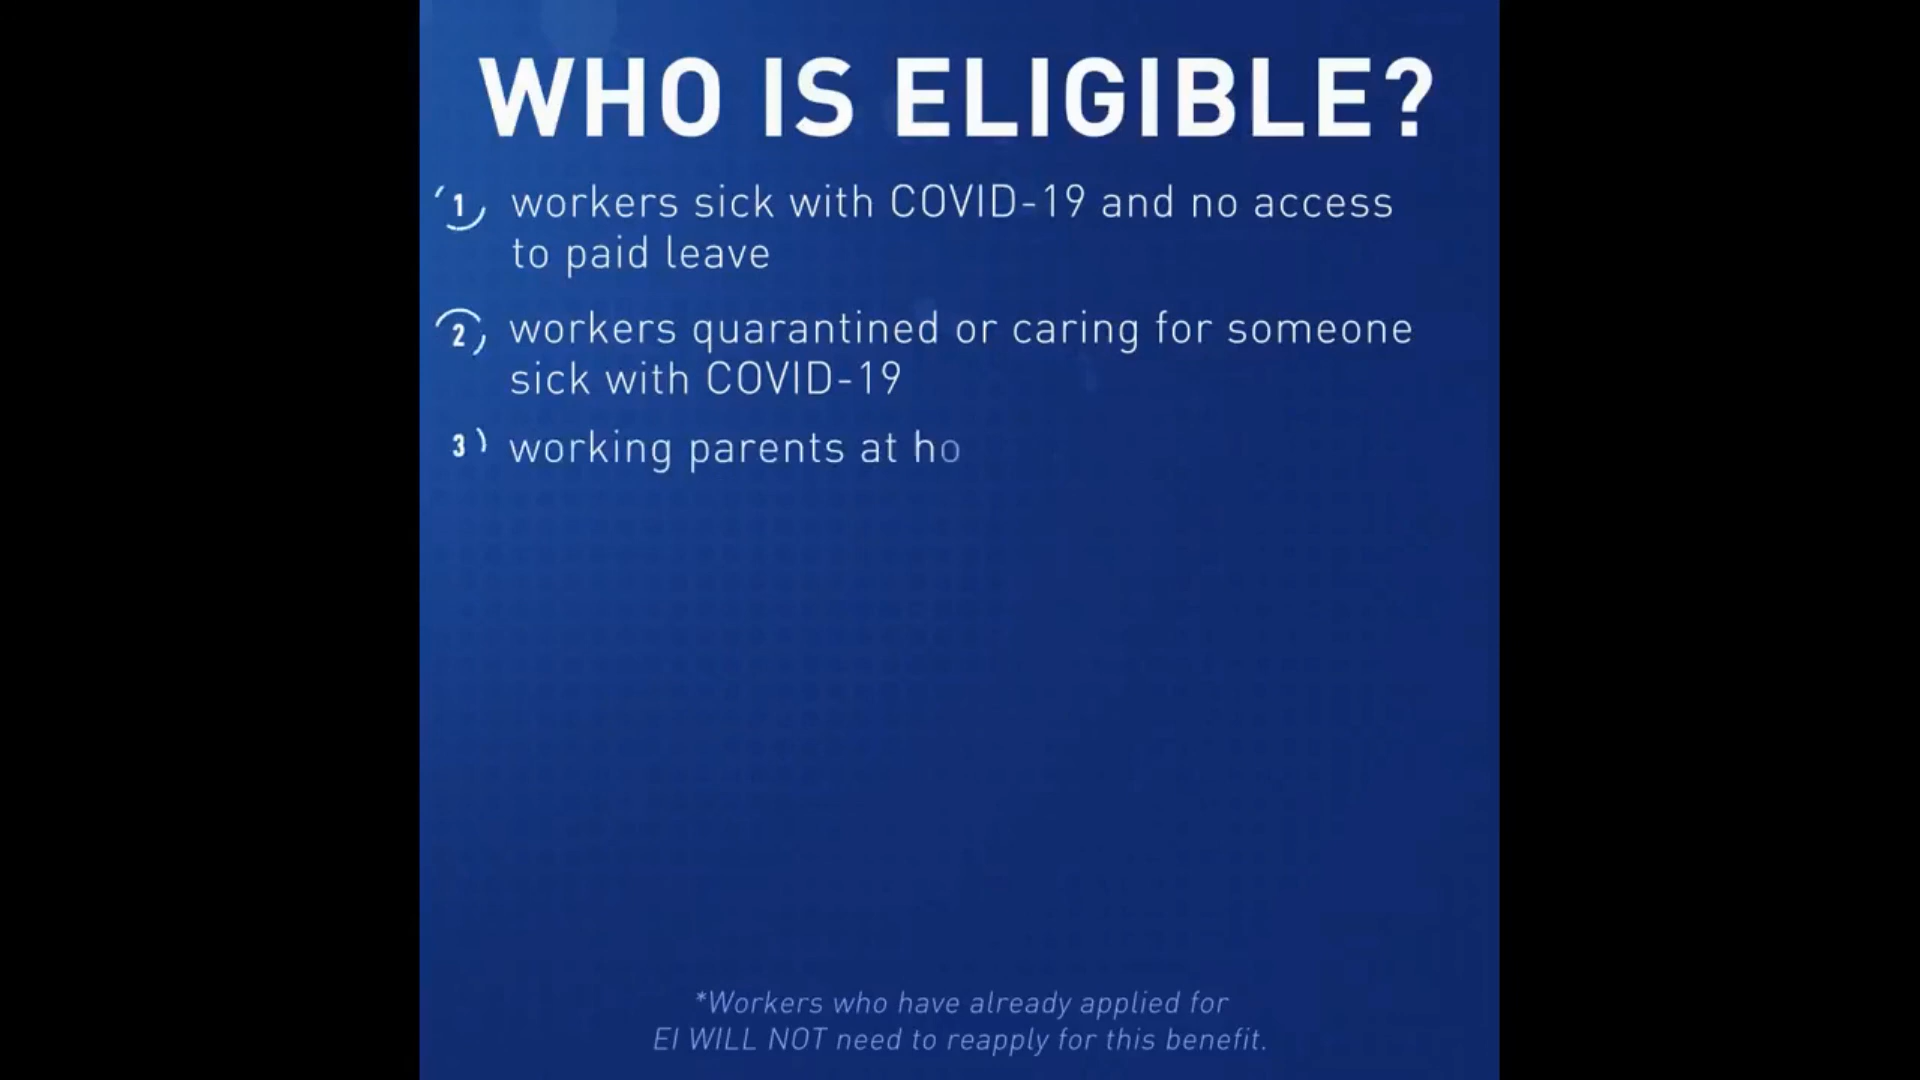 WHO IS ELIGIBLE?
1 workers sick with COVID-19 and no access
to paid leave
2 workers quarantined or caring for someone
sick with COVID-19
3 working parents at ho
*Workers who have already applied for
EI WILL NOT need to reapply for this benefit.